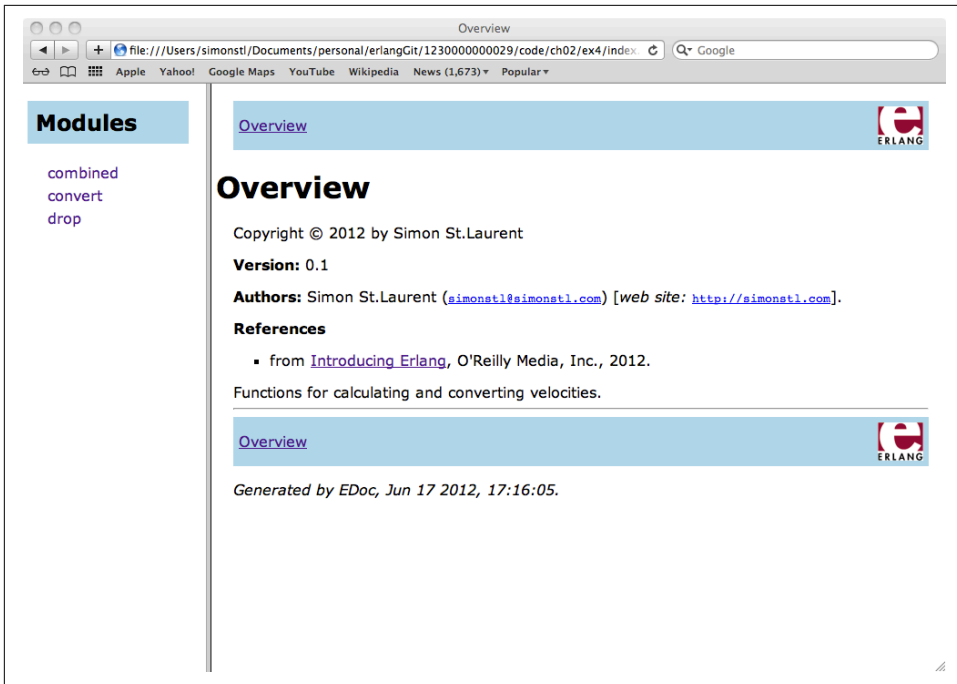 Overview
file:///Users/simonstl/Documents/personal/erlangGit/1230000000029/code/ch02/ex4/index.
Google
Apple Yahoo! Google Maps YouTube Wikipedia News (1,673) Popular
Modules
combined
convert
drop
Overview
ERLANG
Overview
Copyright © 2012 by Simon St.Laurent
Version: 0.1
Authors: Simon St.Laurent (simonstl@simonstl.com) [web site: http://simonstl.com].
References
from Introducing Erlang, O'Reilly Media, Inc., 2012.
Functions for calculating and converting velocities.
Overview
ERLANG
Generated by EDoc, Jun 17 2012, 17:16:05.